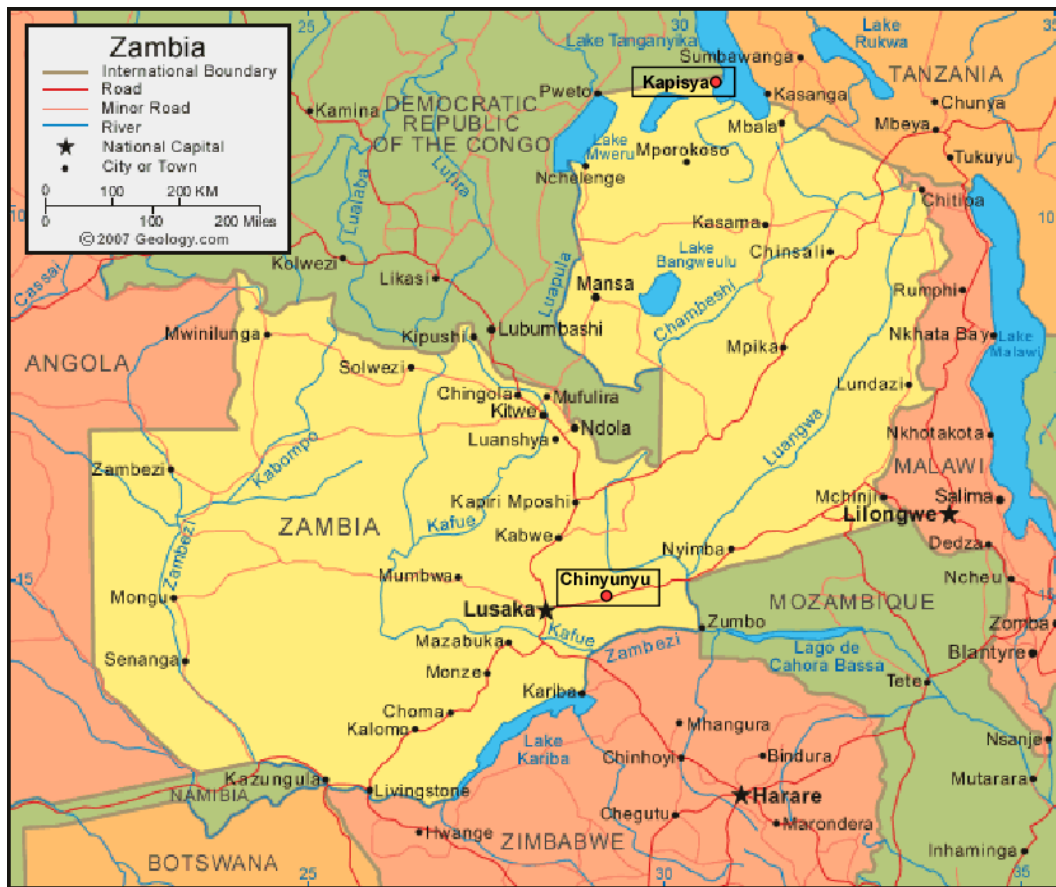 Zambia
International Boundary
Road
Minor Road
River
National Capital
City or Town
0 100 200 KM
0 100 200 Miles
© 2007 Geology.com
25
30
35
Lake Tanganyika
Lake Rukwa
Sumbawanga
TANZANIA
Kapisya
Pweto
Kasanga
Chunya
Kamina
DEMOCRATIC
REPUBLIC
OF THE CONGO
Mbala
Mbeya
Lake
Mweru
Mporokoso
Tukuyu
Lufira
Nchelenge
Lualaba
Chitipa
10
10
Kasama
Chinsali
Lake
Bangweulu
Kolwezi
Likasi
Cassai
Luapula
Mansa
Chambeshi
Rumphi
Mwinilunga
Kipushi
Lubumbashi
Nkhata Bay
Lake
Malawi
ANGOLA
Solwezi
Mpika
Lundazi
Chingola
Mufulira
Kitwe
Ndola
Luanshya
Luangwa
Nkhotakota
Kabompo
Zambezi
MALAWI
Kapiri Mposhi
Mchinji
Salima
Lilongwe
ZAMBIA
Kafue
Kabwe
Nyimba
Dedza
Zambezi
15
Mumbwa
Chinyunyu
Ncheu
15
Mongu
Lusaka
MOZAMBIQUE
Zumbo
Zomba
Kafue
Mazabuka
Zambezi
Lago de
Cahora Bassa
Blantyre
Senanga
Monze
Tete
Kariba
Choma
Kalomo
Mhangura
Lake
Kariba
Chinhoyi
Bindura
Nsanje
Kazungula
Mutarara
NAMIBIA
Livingstone
Harare
Chegutu
Marondera
Hwange
ZIMBABWE
BOTSWANA
Inhaminga
25
30
35